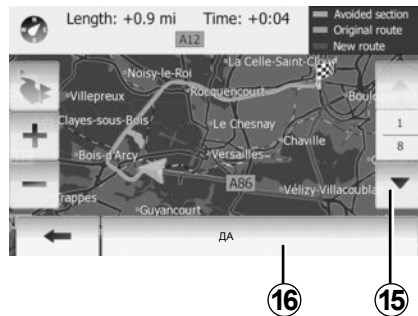 Length: +0.9 mi Time: +0:04
Avoided section
Original route
New route
A12
La Celle-Saint-Cloud
Noisy-le-Roi
Villepreux
Rocquencourt
Clayes-sous-Bois
Le Chesnay
1
8
Chaville
Bois-d'Arcy
Versailles
A86
Vélizy-Villacoubla
rappes
Guyancourt
ДА
16
15